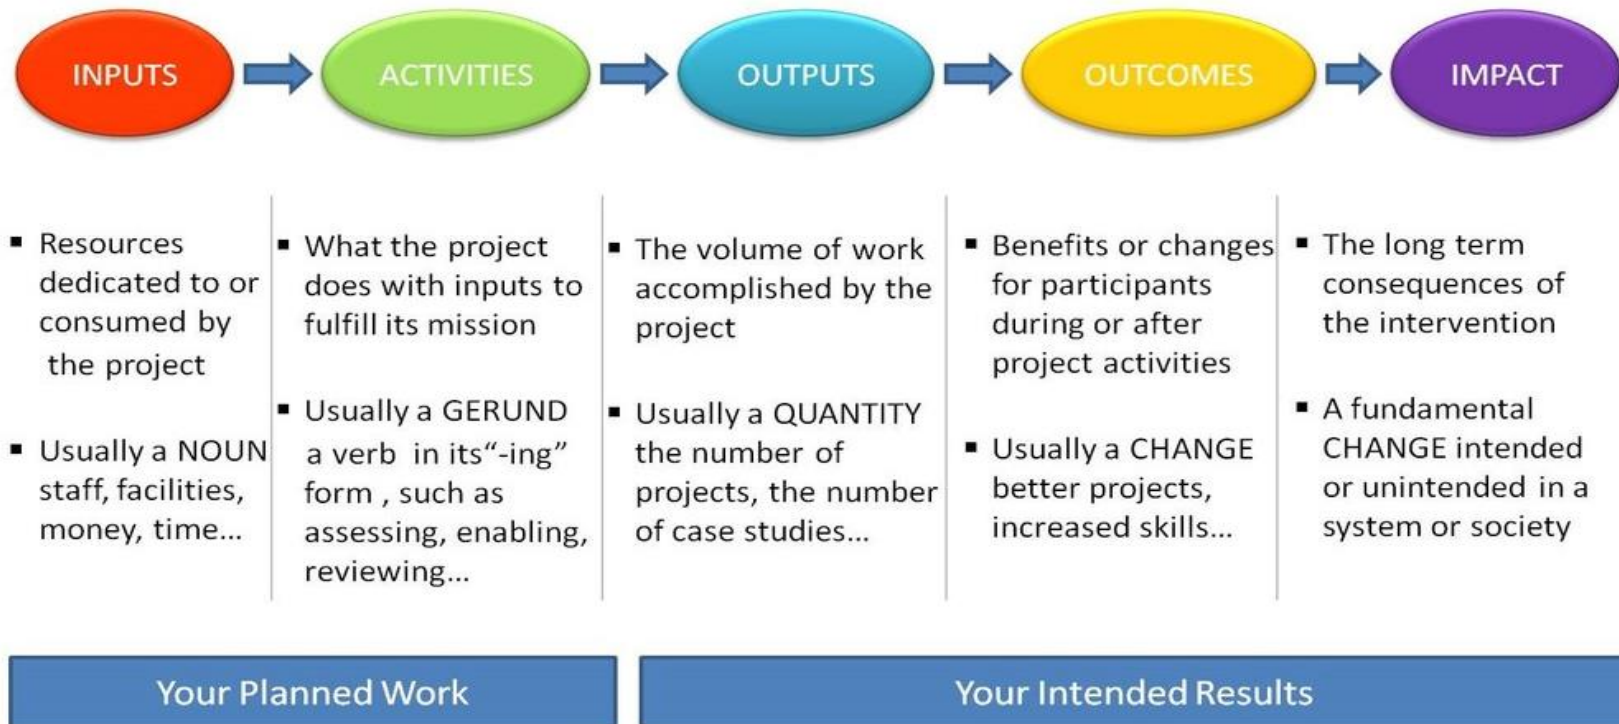 INPUTS
ACTIVITIES
OUTPUTS
OUTCOMES
IMPACT
▪ Resources
dedicated to or
consumed by
the project
▪ Usually a NOUN
staff, facilities,
money, time...
▪ What the project
does with inputs to
fulfill its mission
▪ Usually a GERUND
a verb in its“-ing”
form , such as
assessing, enabling,
reviewing...
▪ The volume of work
accomplished by the
project
▪ Usually a QUANTITY
the number of
projects, the number
of case studies...
▪ Benefits or changes
for participants
during or after
project activities
▪ Usually a CHANGE
better projects,
increased skills...
▪ The long term
consequences of
the intervention
▪ A fundamental
CHANGE intended
or unintended in a
system or society
Your Planned Work
Your Intended Results